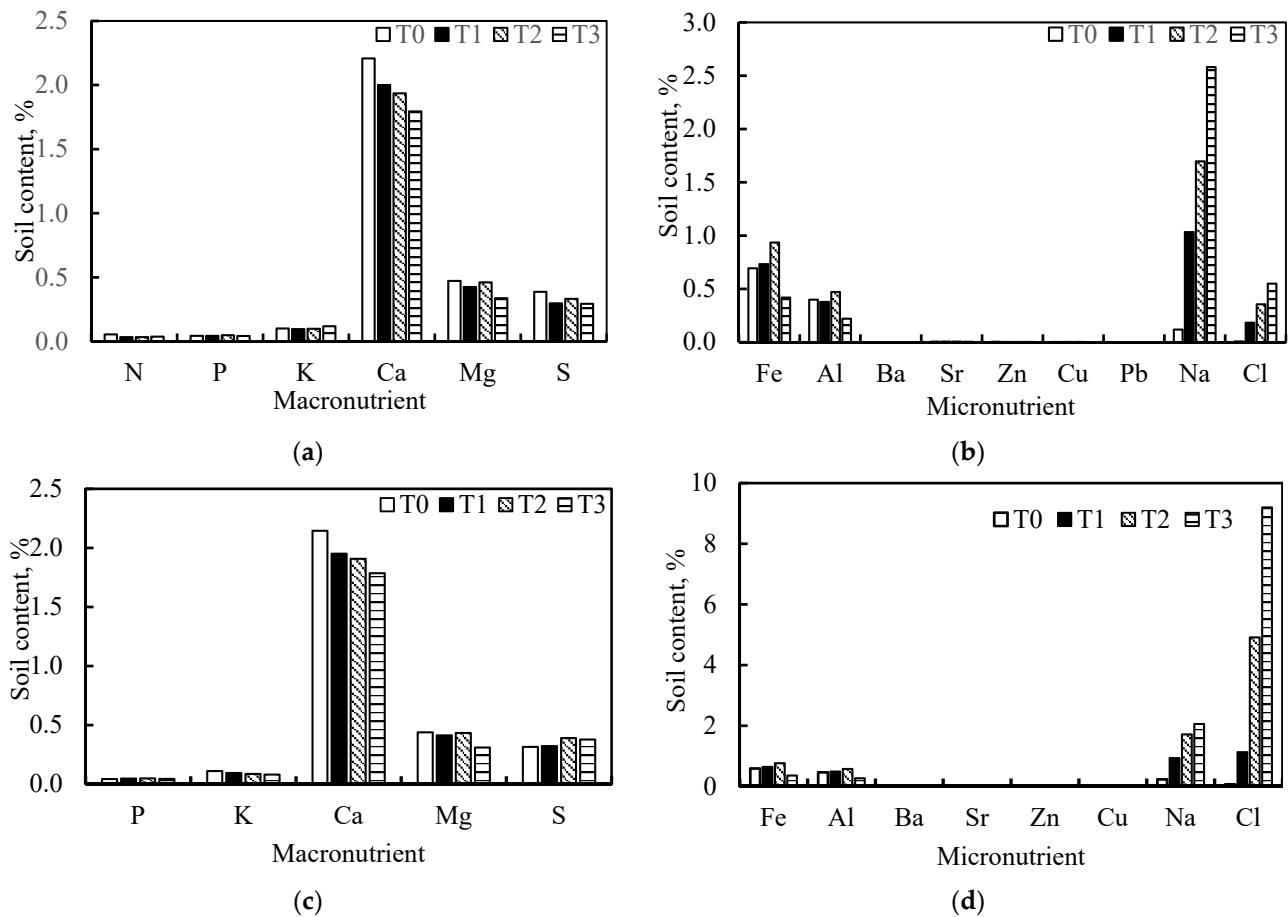 2.5
2.0
1.5
1.0
0.5
0.0
Soil content, %
T0 T1 T2 T3
N P K Ca Mg S
Macronutrient
(a)
3.0
2.5
2.0
1.5
1.0
0.5
0.0
Soil content, %
T0 T1 T2 T3
Fe Al Ba Sr Zn Cu Pb Na Cl
Micronutrient
(b)
2.5
2.0
1.5
1.0
0.5
0.0
Soil content, %
T0 T1 T2 T3
P K Ca Mg S
Macronutrient
(c)
10
8
6
4
2
0
Soil content, %
T0 T1 T2 T3
Fe Al Ba Sr Zn Cu Na Cl
Micronutrient
(d)